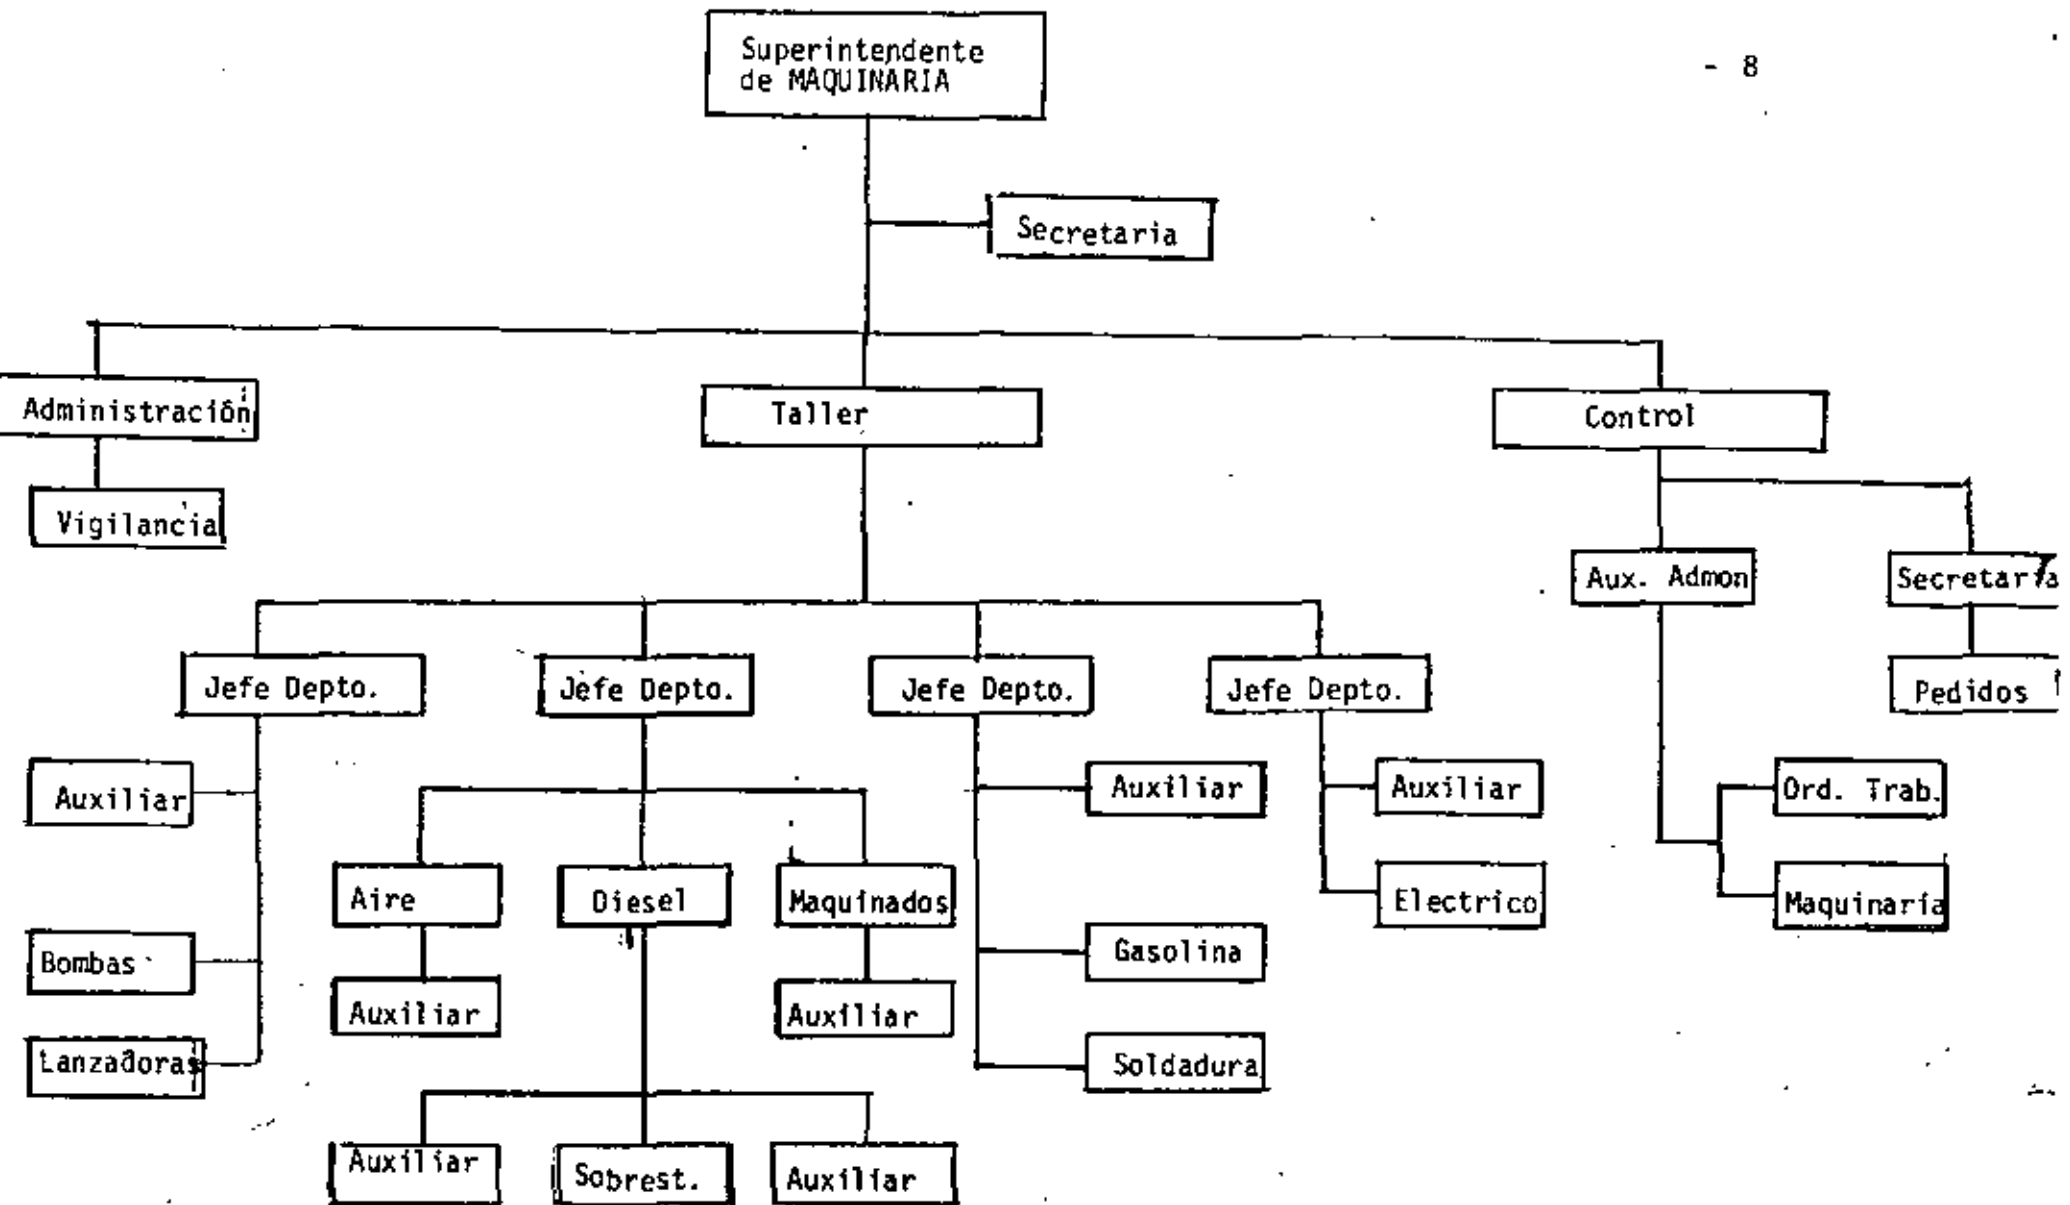 Superintendente
de MAQUINARIA
- 8
Secretaria
Administración
Taller
Control
Vigilancia
Aux. Admon
Secretaria
Jefe Depto.
Jefe Depto.
Jefe Depto.
Jefe Depto.
Pedidos
Auxiliar
Auxiliar
Auxiliar
Ord. Trab.
Aire
Diesel
Maquinados
Electrico
Maquinaria
Bombas
Gasolina
Auxiliar
Auxiliar
Lanzadoras
Soldadura
Auxiliar
Sobrest.
Auxiliar